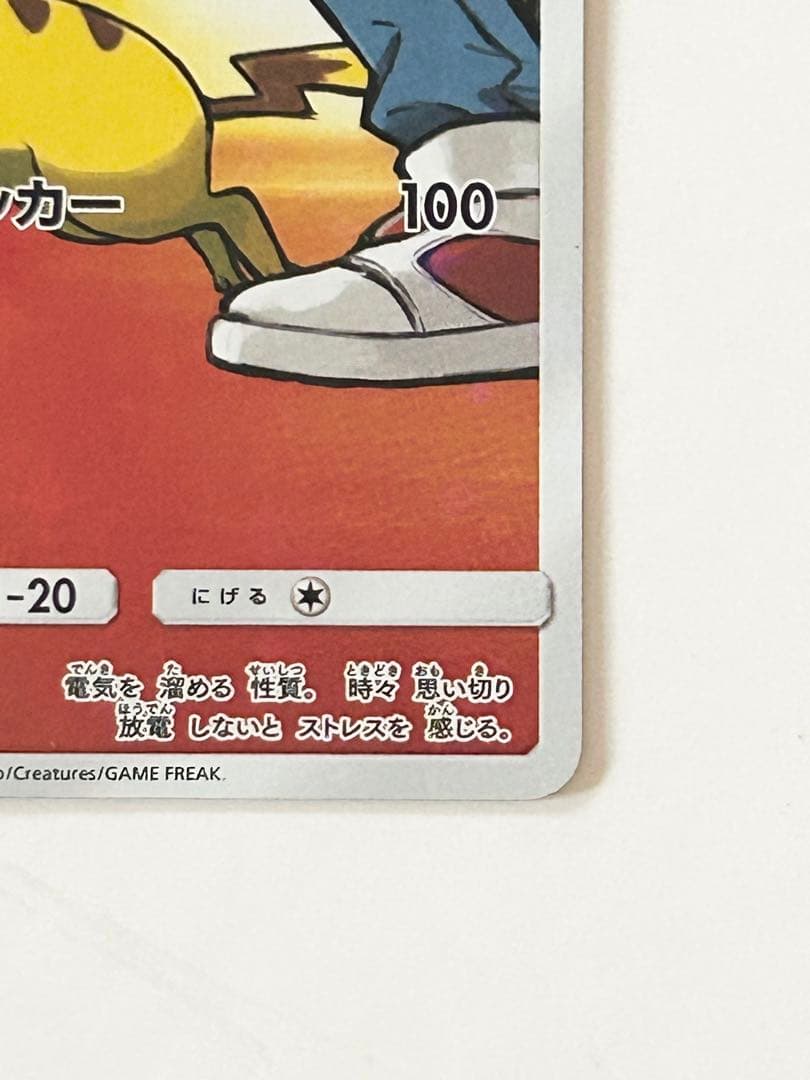 カー 100
-20 にげる
でんき た せいしつ ときどき おも き
電気を 溜める 性質。 時々 思い切り
ほうでん かん
放電 しないと ストレスを 感じる。
/Creatures/GAME FREAK.